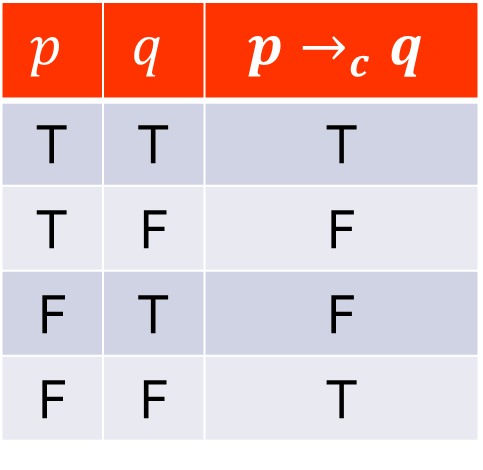 p q p →c q
T T T
T F F
F T F
F F T